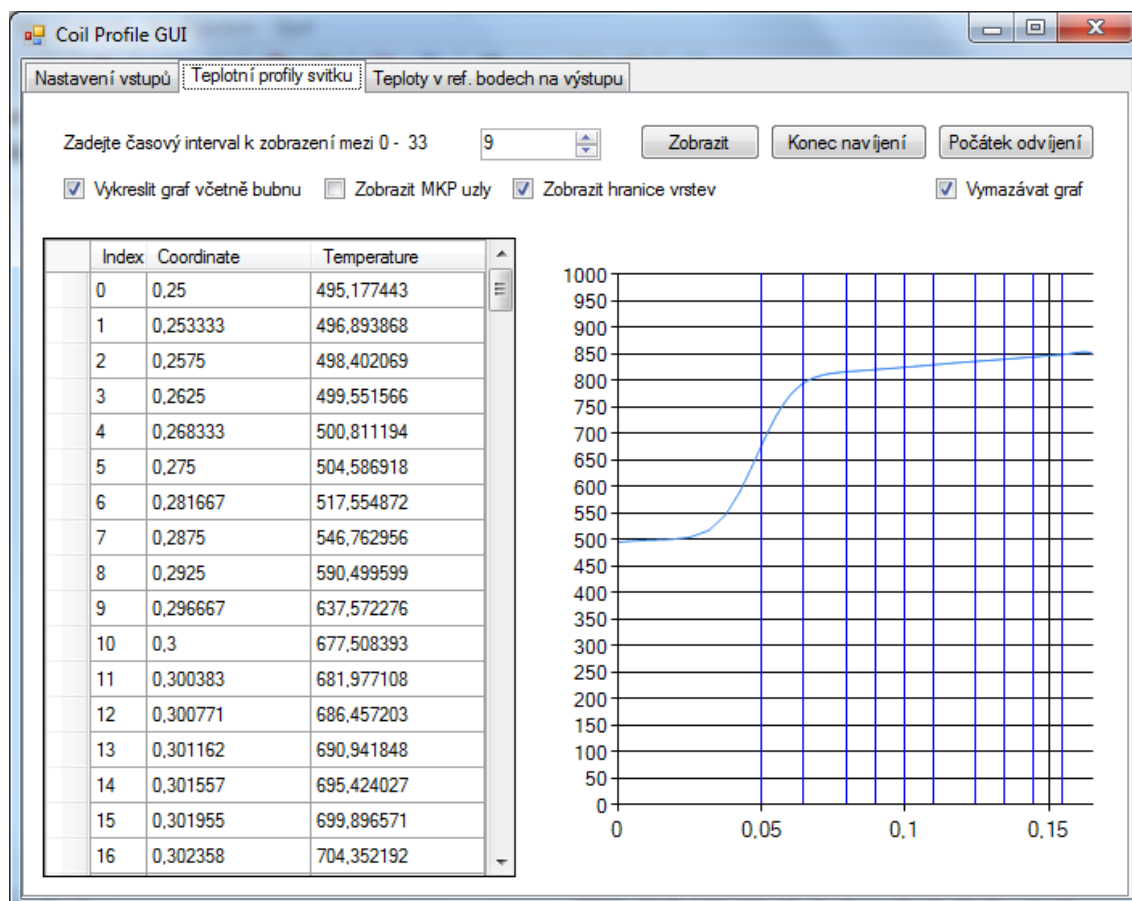 Coil Profile GUI
Nastavení vstupů Teplotní profily svitku Teploty v ref. bodech na výstupu
Zadejte časový interval k zobrazení mezi 0 - 33 9 Zobrazit Konec navíjení Počátek odvíjení
Vykreslit graf včetně bubnu Zobrazit MKP uzly Zobrazit hranice vrstev Vymazávat graf
Index Coordinate Temperature
0 0,25 495,177443
1 0,253333 496,893868
2 0,2575 498,402069
3 0,2625 499,551566
4 0,268333 500,811194
5 0,275 504,586918
6 0,281667 517,554872
7 0,2875 546,762956
8 0,2925 590,499599
9 0,296667 637,572276
10 0,3 677,508393
11 0,300383 681,977108
12 0,300771 686,457203
13 0,301162 690,941848
14 0,301557 695,424027
15 0,301955 699,896571
16 0,302358 704,352192
1000
950
900
850
800
750
700
650
600
550
500
450
400
350
300
250
200
150
100
50
0
0 0,05 0,1 0,15